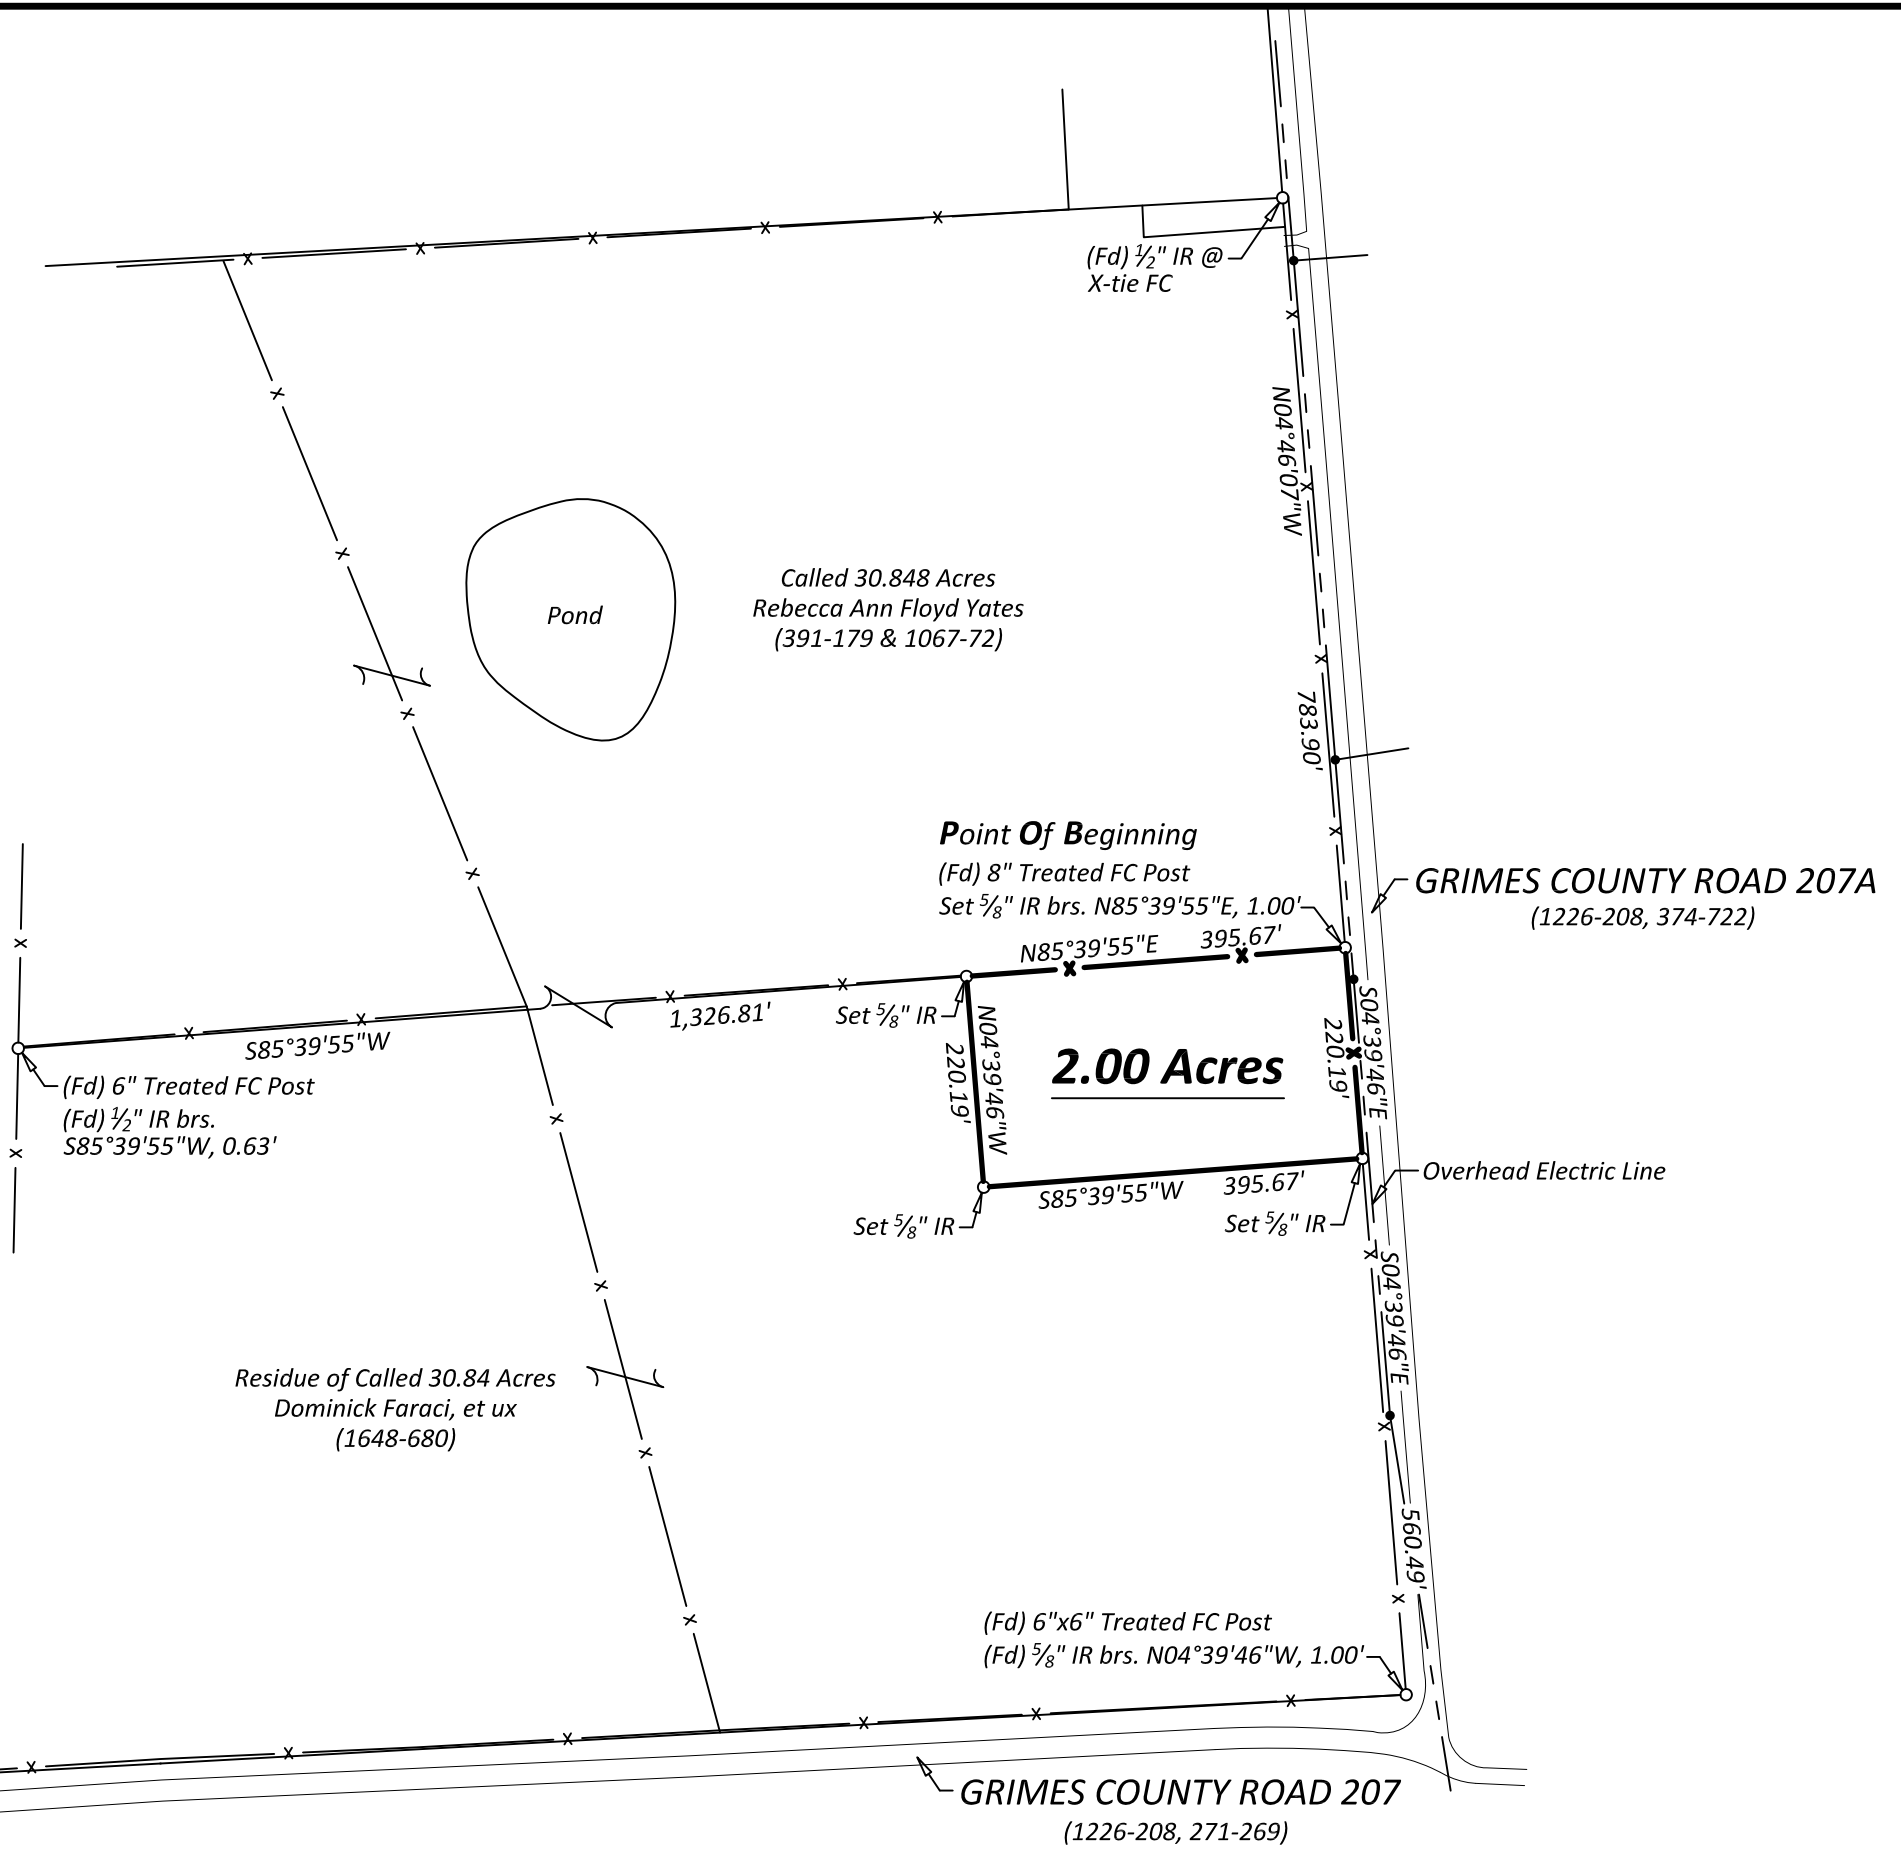 (Fd) ½" IR @
X-tie FC
N04°46'07"W
783.90'
Pond
Called 30.848 Acres
Rebecca Ann Floyd Yates
(391-179 & 1067-72)
Point Of Beginning
(Fd) 8" Treated FC Post
Set ⅝" IR brs. N85°39'55"E, 1.00'
GRIMES COUNTY ROAD 207A
(1226-208, 374-722)
N85°39'55"E 395.67'
1,326.81'
Set ⅝" IR
S85°39'55"W
(Fd) 6" Treated FC Post
(Fd) ½" IR brs.
S85°39'55"W, 0.63'
N04°39'46"W
220.19'
2.00 Acres
S04°39'46"E
220.19'
S85°39'55"W 395.67'
Set ⅝" IR
Set ⅝" IR
Overhead Electric Line
S04°39'46"E
560.49'
Residue of Called 30.84 Acres
Dominick Faraci, et ux
(1648-680)
(Fd) 6"x6" Treated FC Post
(Fd) ⅝" IR brs. N04°39'46"W, 1.00'
GRIMES COUNTY ROAD 207
(1226-208, 271-269)